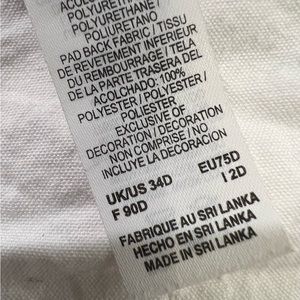 POLYURETHANE /
POLIURETANO
PAD BACK FABRIC / TISSU
DE REVETEMENT INFERIEUR
DU REMBOURRAGE / TELA
DE LA PARTE TRASERA DEL
ACOLCHADO: 100%
POLYESTER / POLYESTER /
POLIESTER
EXCLUSIVE OF
DECORATION / DECORATION
NON COMPRISE / NO
INCLUYE LA DECORACION
UK/US 34D EU75D
F 90D I 2D
FABRIQUE AU SRI LANKA
HECHO EN SRI LANKA
MADE IN SRI LANKA